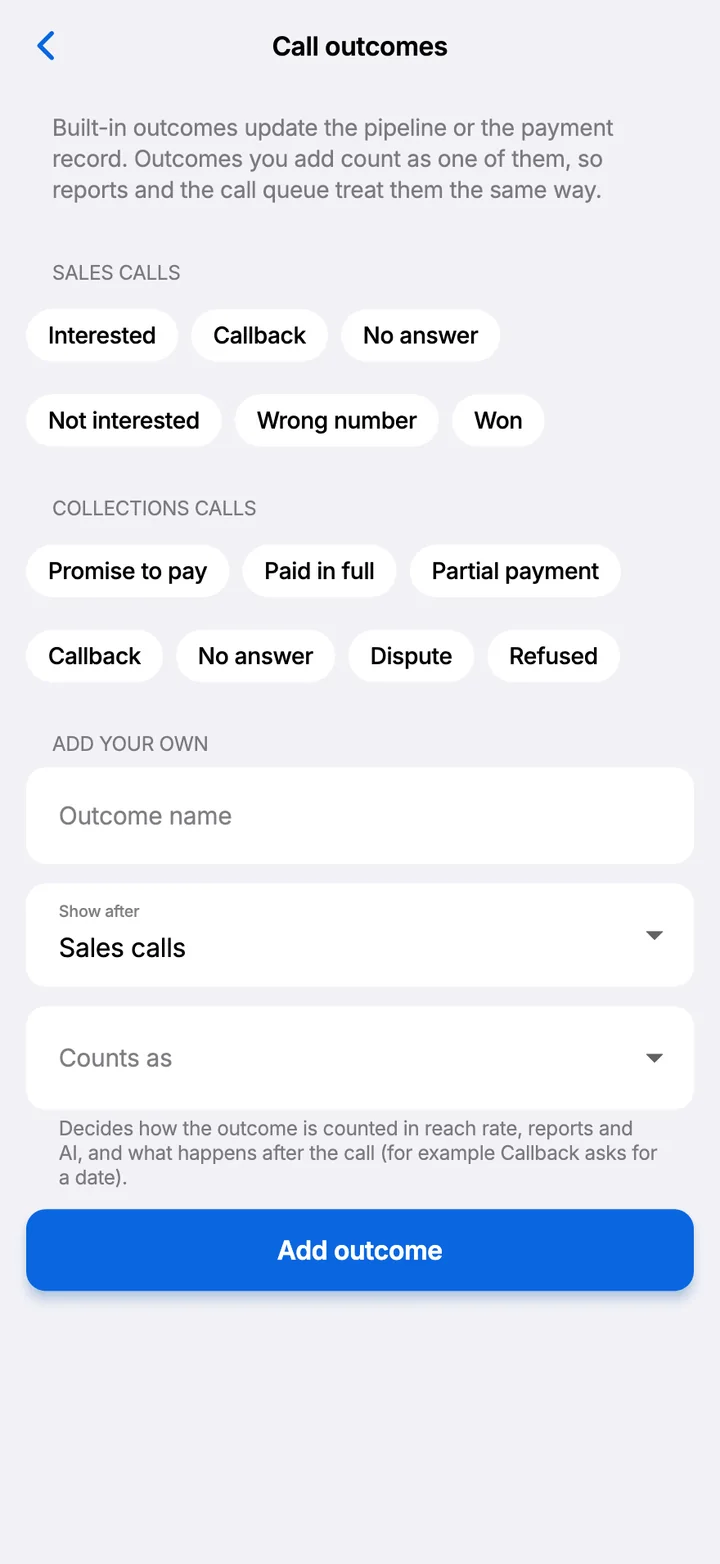 Call outcomes
Built-in outcomes update the pipeline or the payment
record. Outcomes you add count as one of them, so
reports and the call queue treat them the same way.
SALES CALLS
Interested
Callback
No answer
Not interested
Wrong number
Won
COLLECTIONS CALLS
Promise to pay
Paid in full
Partial payment
Callback
No answer
Dispute
Refused
ADD YOUR OWN
Outcome name
Show after
Sales calls
Counts as
Decides how the outcome is counted in reach rate, reports and
AI, and what happens after the call (for example Callback asks for
a date).
Add outcome